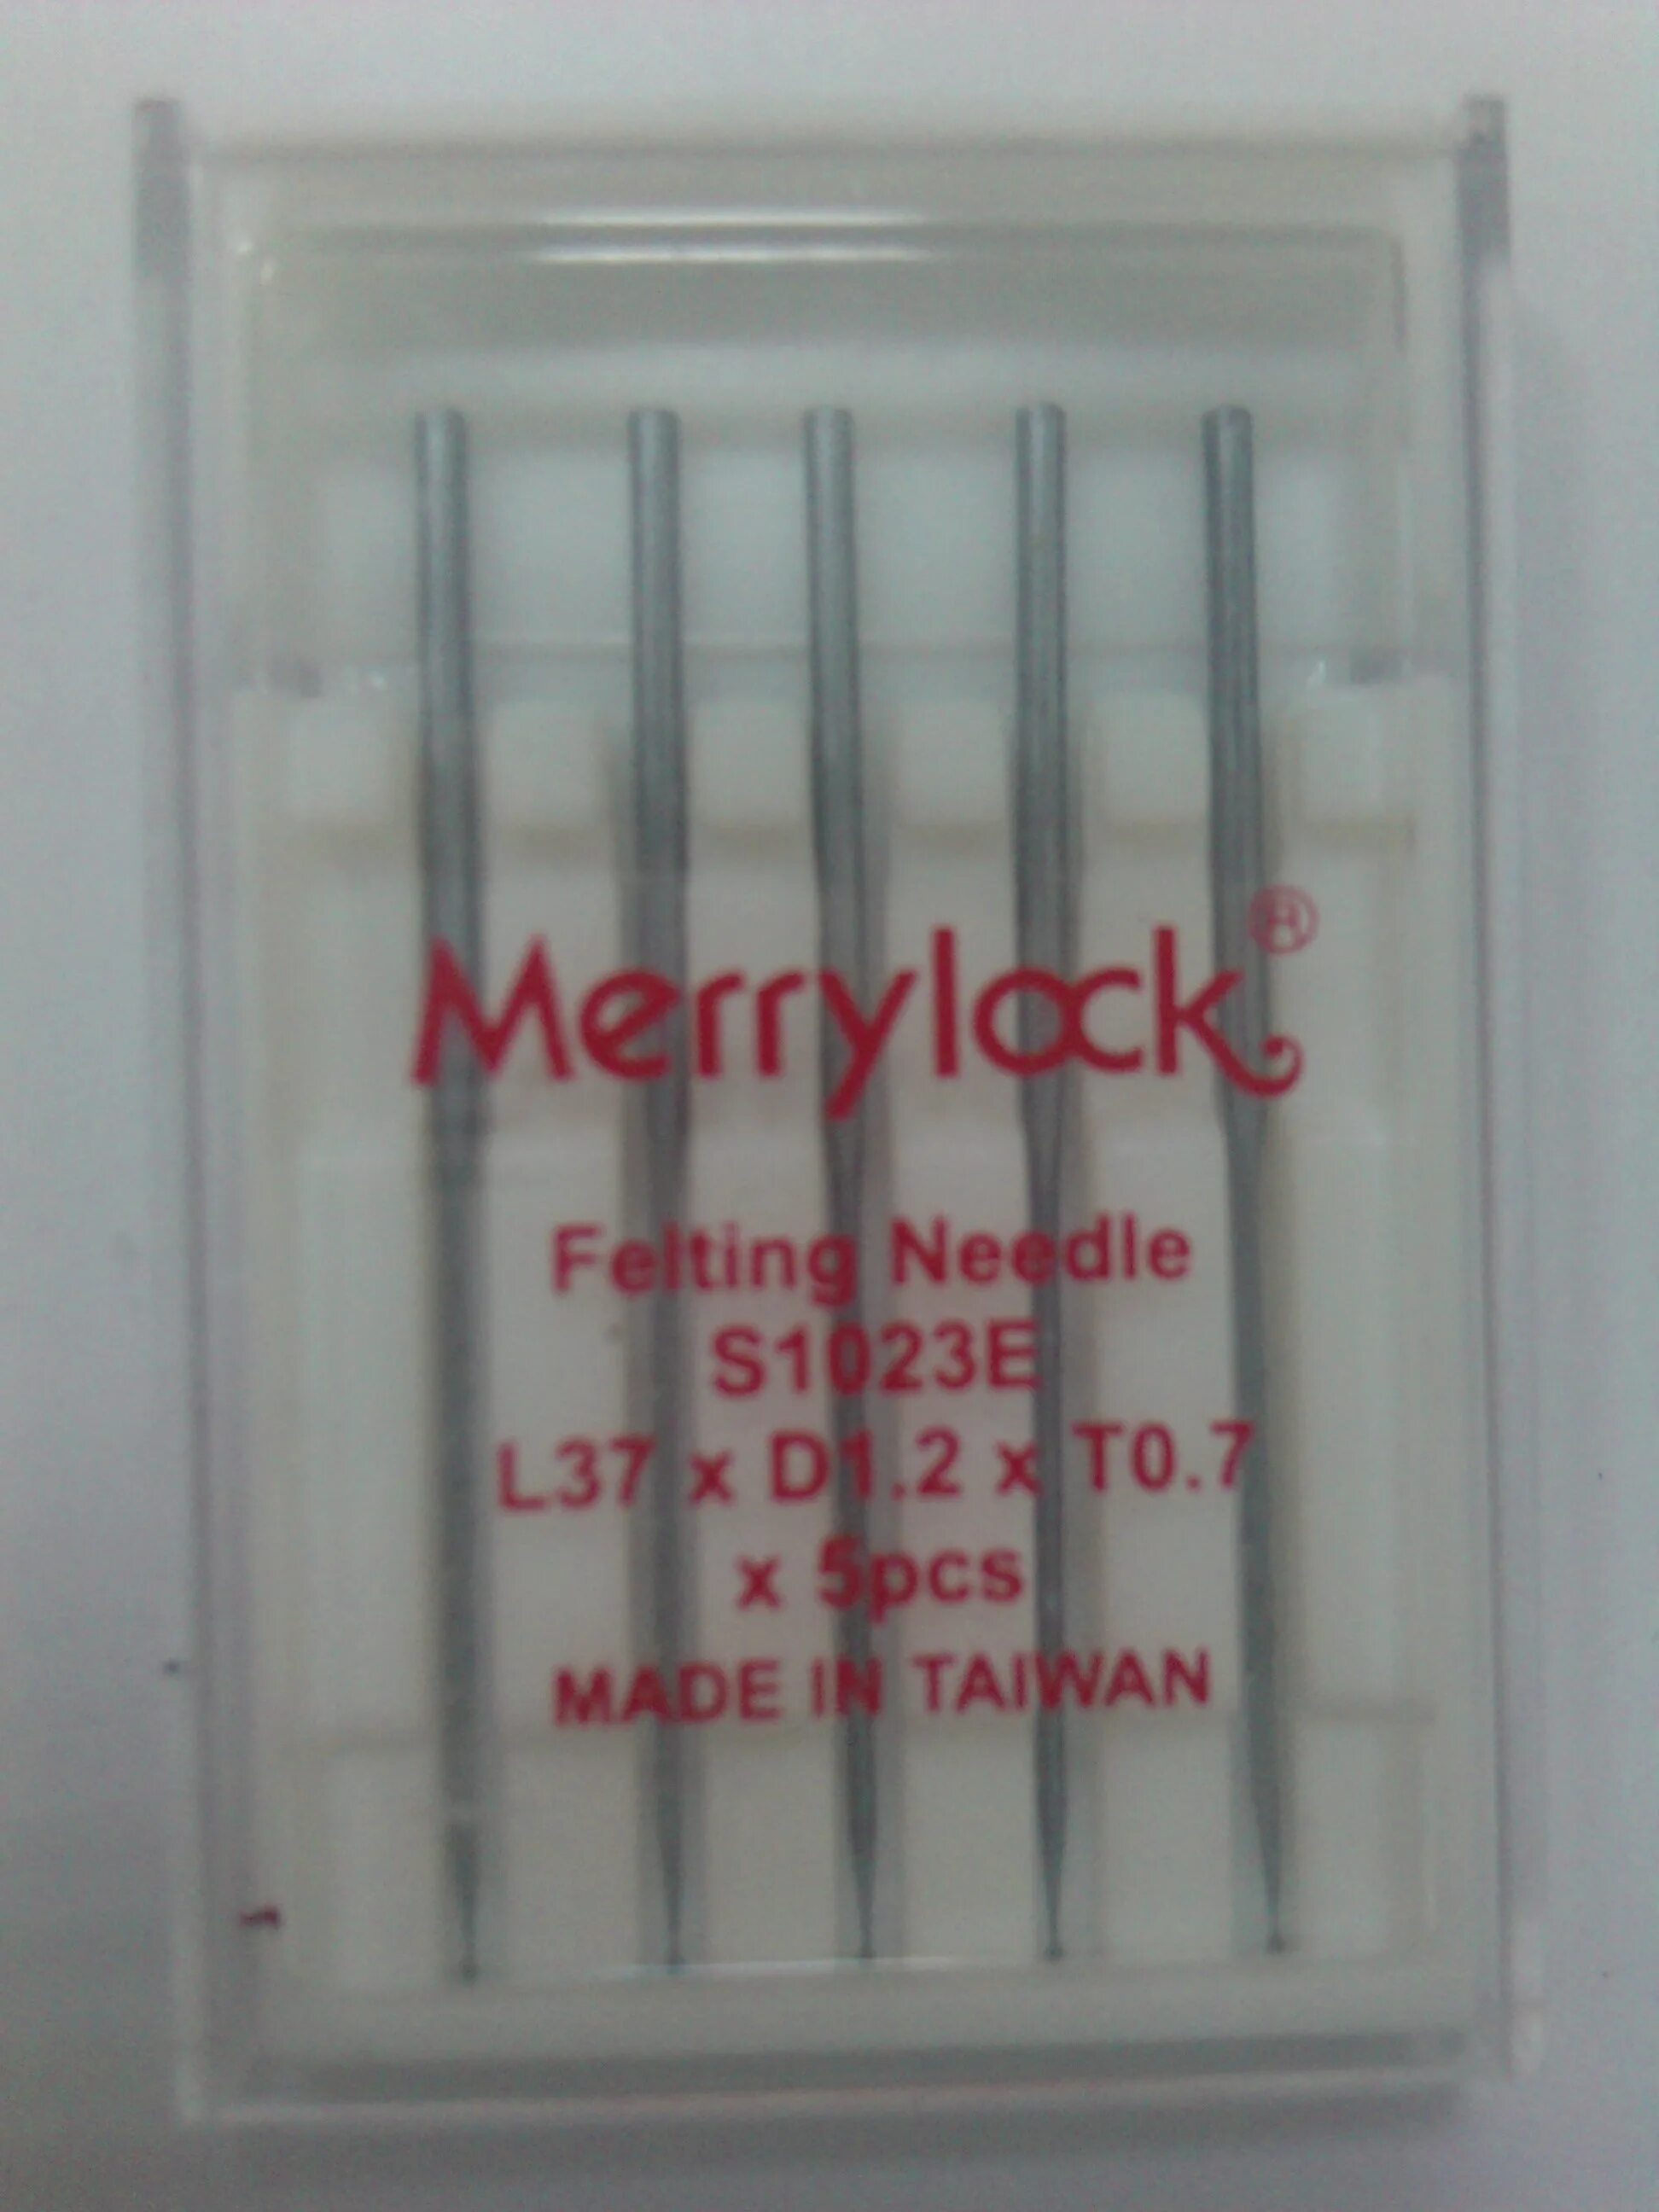 Merrylock®
Felting Needle
S1023E
L37 x D1.2 x T0.7
x 5pcs
MADE IN TAIWAN